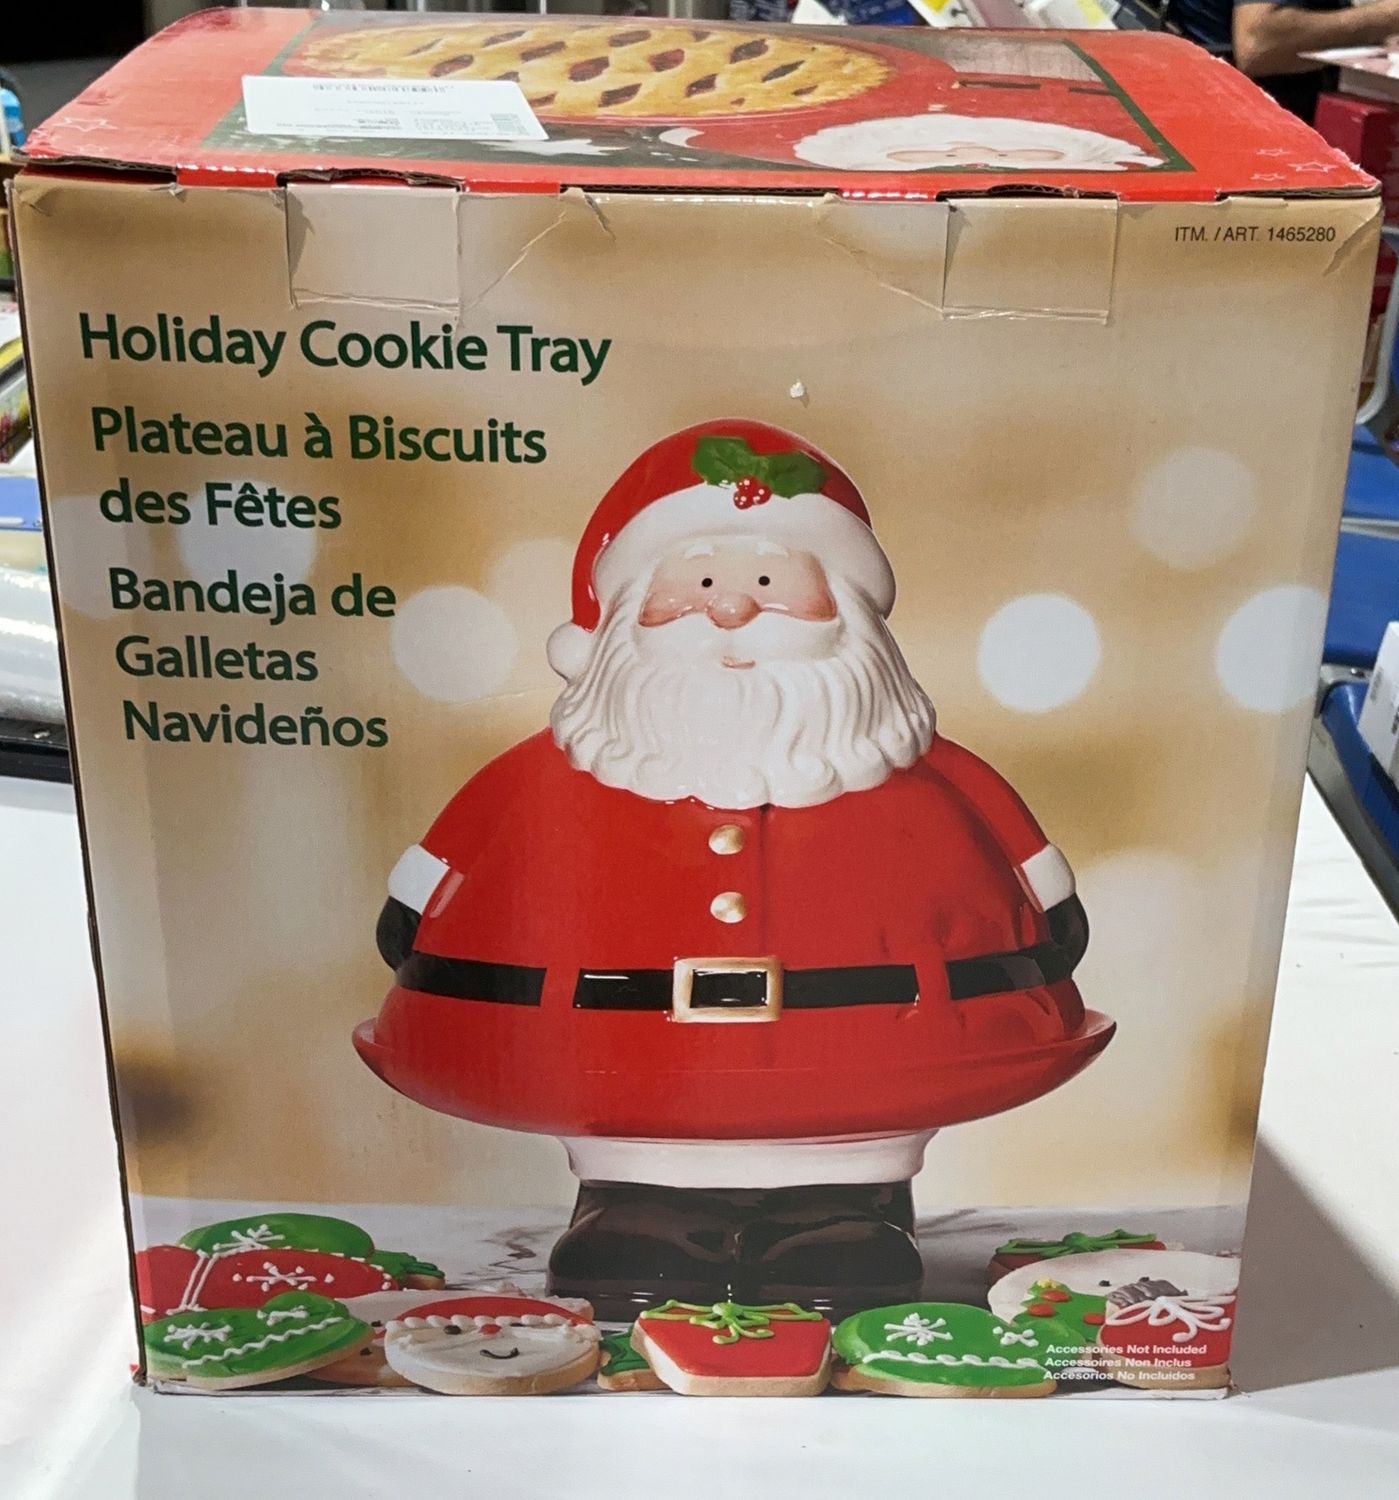 ITM. / ART. 1465280
Holiday Cookie Tray
Plateau à Biscuits
des Fêtes
Bandeja de
Galletas
Navideños
Accessories Not Included
Accessoires Non Inclus
Accesorios No Incluidos